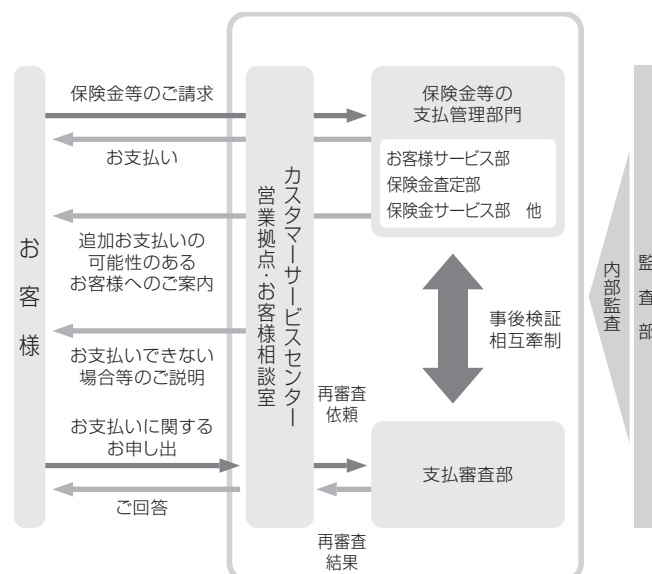 保険金等のご請求
お支払い
追加お支払いの
可能性のある
お客様へのご案内
お支払いできない
場合等のご説明
お支払いに関する
お申し出
ご回答
お客様
カスタマーサービスセンター
営業拠点・お客様相談室
保険金等の
支払管理部門
お客様サービス部
保険金査定部
保険金サービス部　他
事後検証
相互牽制
再審査
依頼
支払審査部
再審査
結果
内部監査
監査部